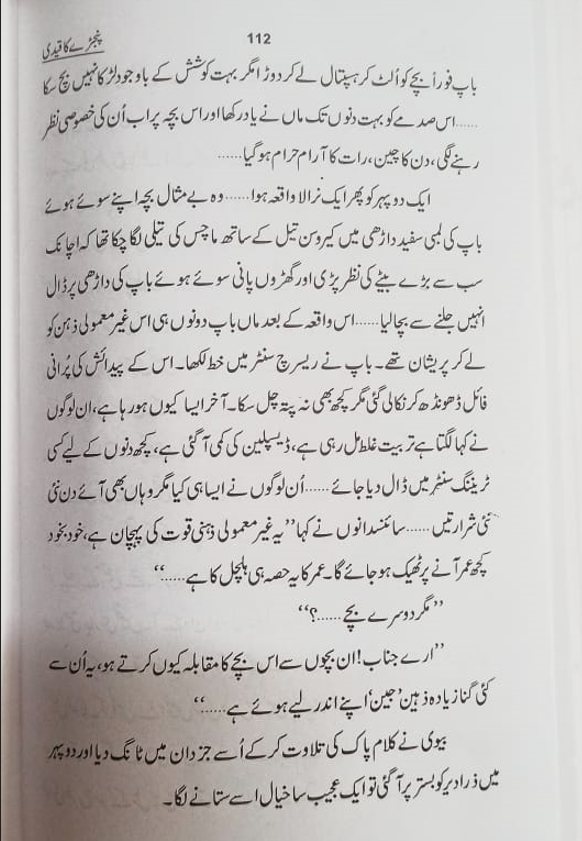 112
پنجڑے کا قیدی
باپ فوراً بچے کو اُلٹ کر ہسپتال لے کر دوڑا مگر بہت کوشش کے باوجود لڑکا نہیں بچ سکا
......اس صدمے کو بہت دنوں تک ماں نے یاد رکھا اور اس بچہ پر اب اُن کی خصوصی نظر
رہنے لگی، دن کا چین، رات کا آرام حرام ہو گیا......
ایک دوپہر کو پھر ایک نرالا واقعہ ہوا......وہ بے مثال بچہ اپنے سوئے ہوئے
باپ کی لمبی سفید داڑھی میں کیروسن تیل کے ساتھ ماچس کی تیلی لگا چکا تھا کہ اچانک
سب سے بڑے بیٹے کی نظر پڑی اور گھڑوں پانی سوئے ہوئے باپ کی داڑھی پر ڈال
انہیں جلنے سے بچا لیا......اس واقعہ کے بعد ماں باپ دونوں ہی اس غیر معمولی ذہن کو
لے کر پریشان تھے۔ باپ نے ریسرچ سنٹر میں خط لکھا۔ اس کے پیدائش کی پُرانی
فائل ڈھونڈھ کر نکالی گئی مگر کچھ بھی نہ پتہ چل سکا۔ آخر ایسا کیوں ہو رہا ہے، ان لوگوں
نے کہا لگتا ہے تربیت غلط مل رہی ہے، ڈیسپلین کی کمی آ گئی ہے، کچھ دنوں کے لیے کسی
ٹریننگ سنٹر میں ڈال دیا جائے......اُن لوگوں نے ایسا ہی کیا مگر وہاں بھی آئے دن نئی
نئی شرارتیں......سائنسدانوں نے کہا ’’یہ غیر معمولی ذہنی قوت کی پہچان ہے، خود بخود
کچھ عمر آنے پر ٹھیک ہو جائے گا۔ عمر کا یہ حصہ ہی ہلچل کا ہے......‘‘
’’مگر دوسرے بچے......؟‘‘
’’ارے جناب! ان بچوں سے اس بچے کا مقابلہ کیوں کرتے ہو، یہ اُن سے
کئی گنا زیادہ ذہین ’جین‘ اپنے اندر لیے ہوئے ہے......‘‘
بیوی نے کلام پاک کی تلاوت کر کے اُسے جزدان میں ٹانگ دیا اور دوپہر
میں ذرا دیر کو بستر پر آ گئی تو ایک عجیب سا خیال اسے ستانے لگا۔